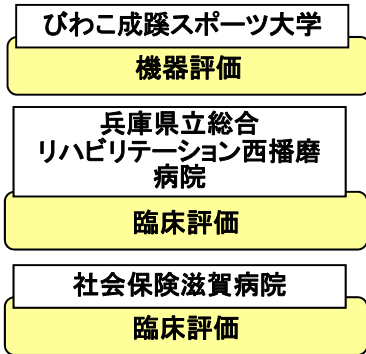 びわこ成蹊スポーツ大学
機器評価
兵庫県立総合
リハビリテーション西播磨
病院
臨床評価
社会保険滋賀病院
臨床評価